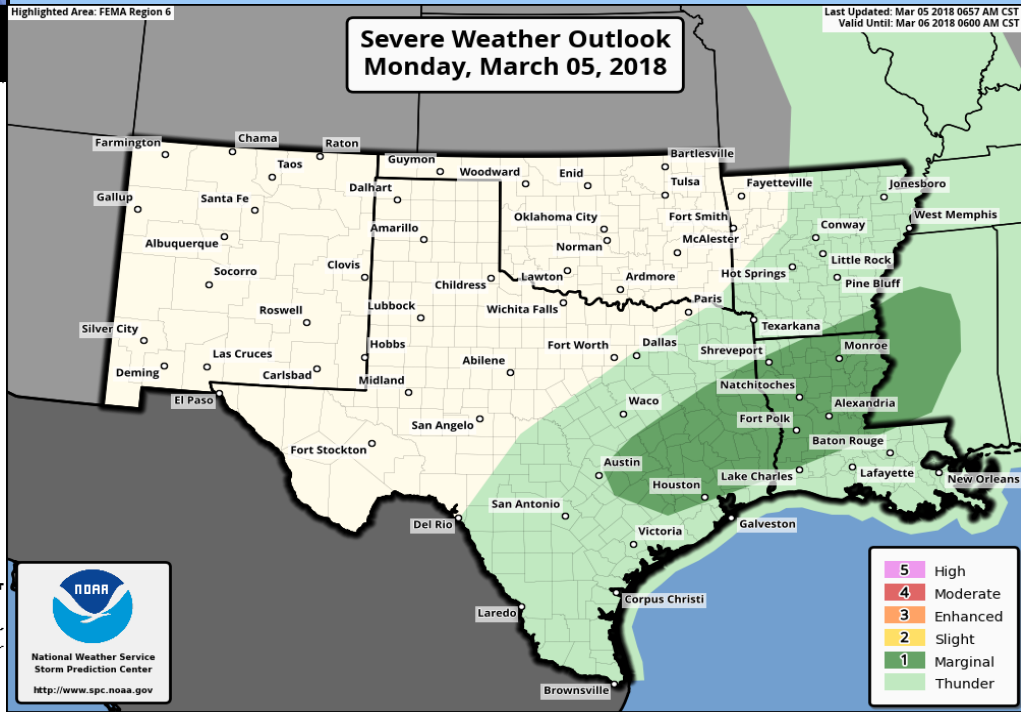 Highlighted Area: FEMA Region 6
Last Updated: Mar 05 2018 0657 AM CST
Valid Until: Mar 06 2018 0600 AM CST
Severe Weather Outlook
Monday, March 05, 2018
Farmington
Chama
Raton
Taos
Guymon
Woodward
Enid
Bartlesville
Tulsa
Fayetteville
Jonesboro
Gallup
Santa Fe
Dalhart
Amarillo
Oklahoma City
Fort Smith
Conway
West Memphis
Albuquerque
Norman
McAlester
Little Rock
Socorro
Clovis
Childress
Lawton
Ardmore
Hot Springs
Pine Bluff
Roswell
Lubbock
Wichita Falls
Paris
Texarkana
Silver City
Las Cruces
Hobbs
Abilene
Fort Worth
Dallas
Shreveport
Monroe
Deming
Carlsbad
Midland
Natchitoches
El Paso
San Angelo
Waco
Fort Polk
Alexandria
Fort Stockton
Baton Rouge
Austin
Houston
Lake Charles
Lafayette
New Orleans
San Antonio
Del Rio
Victoria
Galveston
Laredo
Corpus Christi
Brownsville
NOAA
National Weather Service
Storm Prediction Center
http://www.spc.noaa.gov
5 High
4 Moderate
3 Enhanced
2 Slight
1 Marginal
Thunder